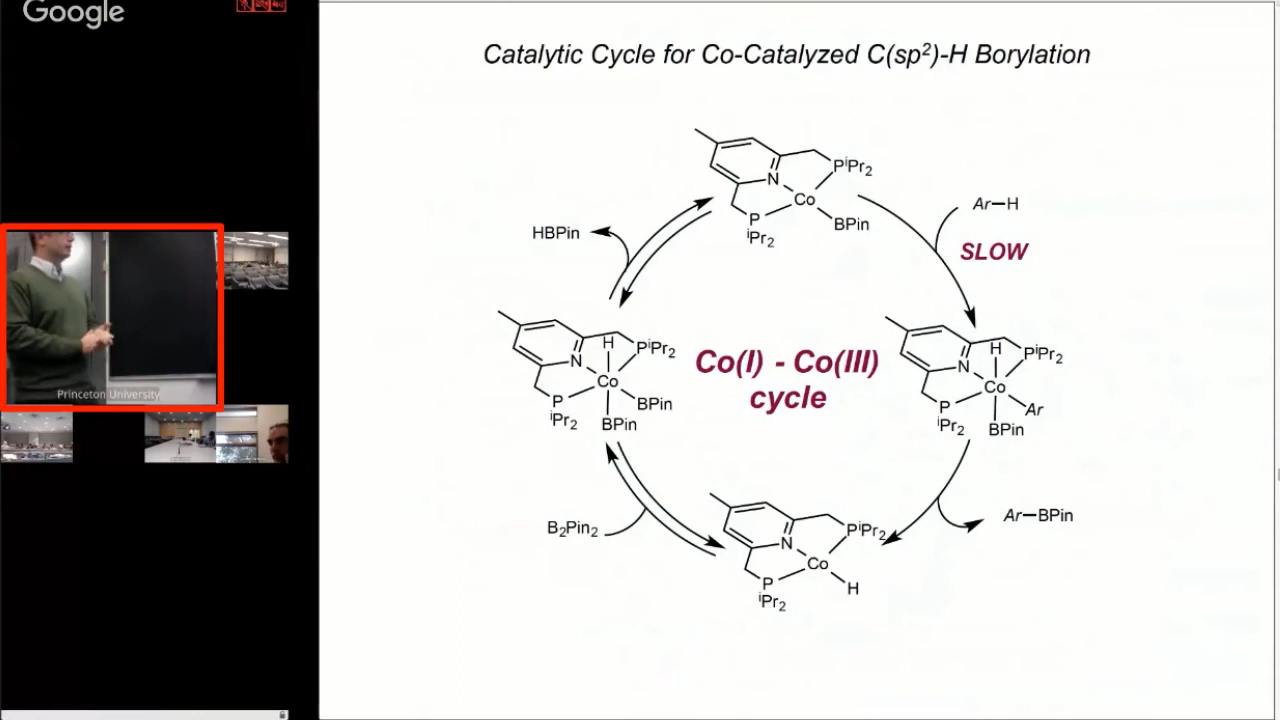 Google
Catalytic Cycle for Co-Catalyzed C(sp²)-H Borylation
N
PⁱPr₂
Co
P
ⁱPr₂
BPin
Ar—H
SLOW
HBPin
H
N
PⁱPr₂
Co
P
ⁱPr₂
BPin
BPin
Co(I) - Co(III)
cycle
H
N
PⁱPr₂
Co
P
ⁱPr₂
Ar
BPin
Princeton University
B₂Pin₂
Ar—BPin
N
PⁱPr₂
Co
P
ⁱPr₂
H